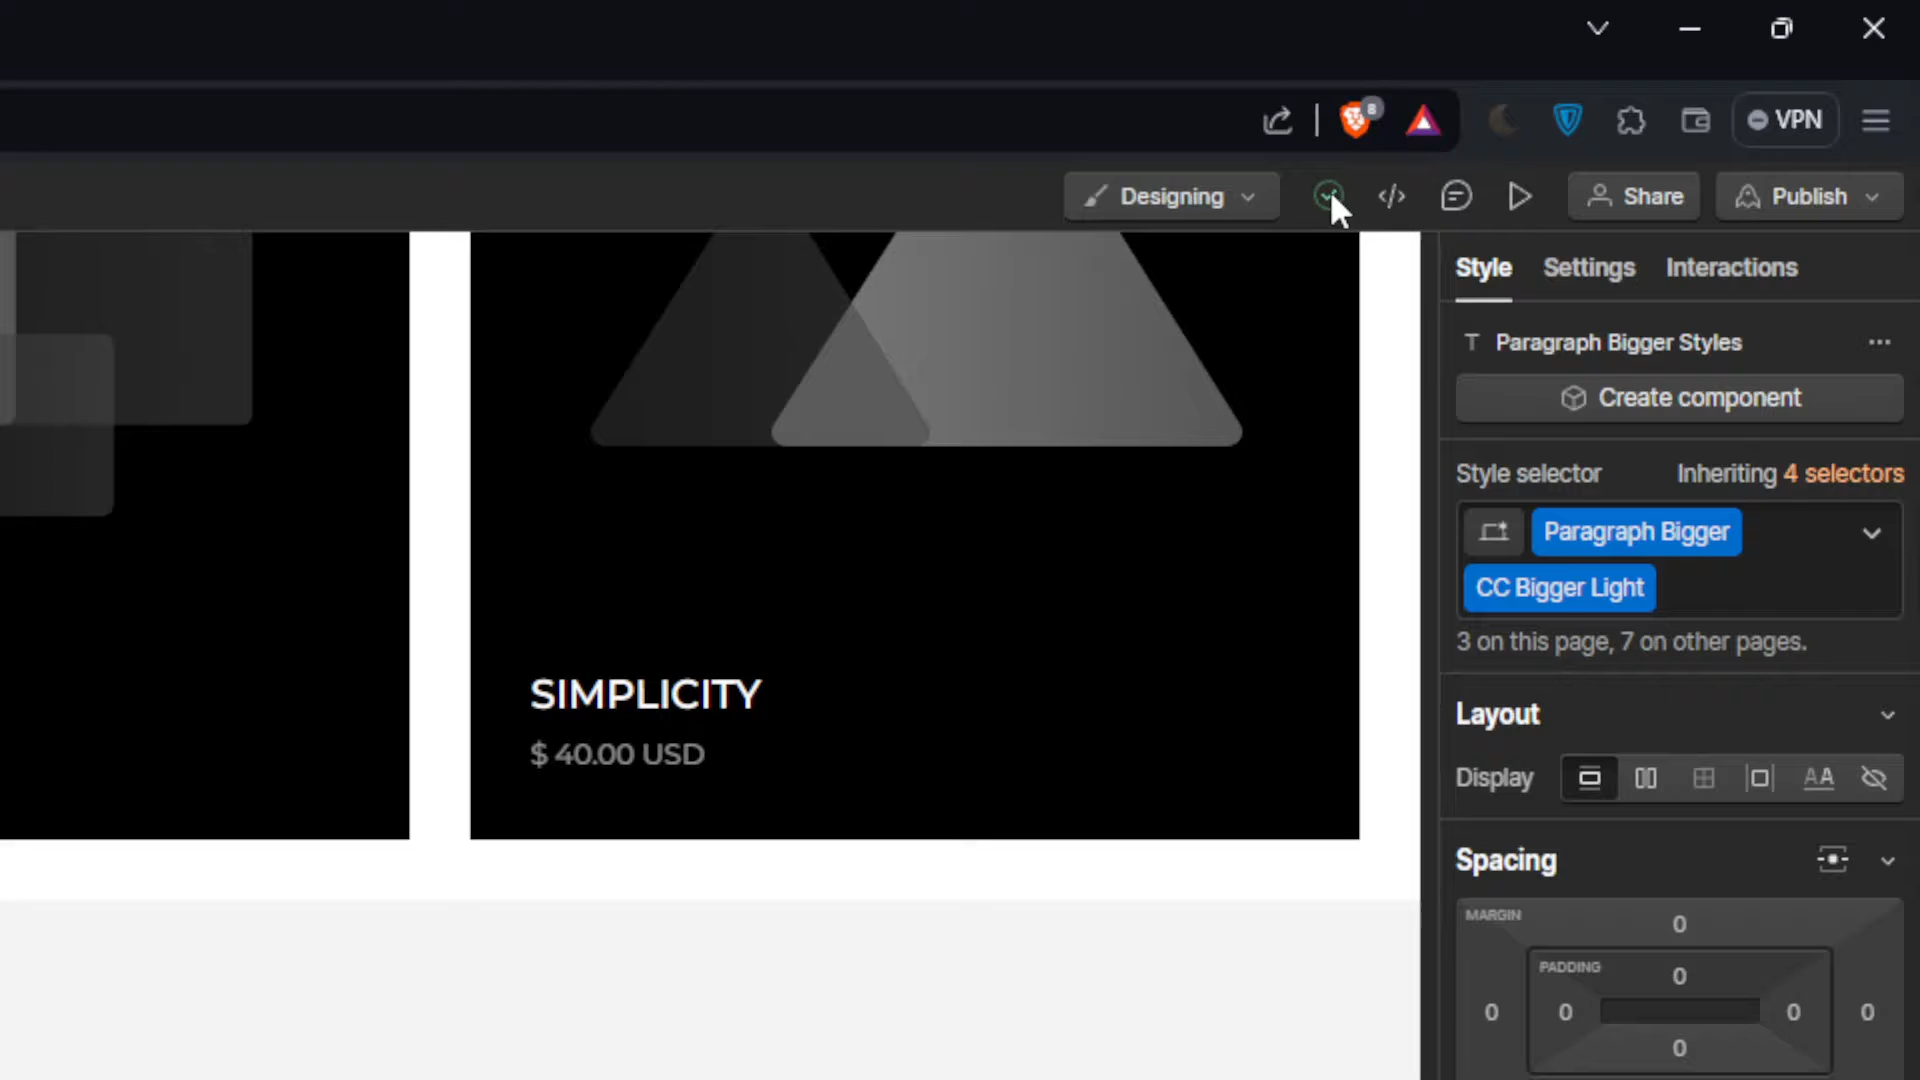 8
VPN
Designing
Share
Publish
Style Settings Interactions
Paragraph Bigger Styles
Create component
Style selector Inheriting 4 selectors
Paragraph Bigger
CC Bigger Light
3 on this page, 7 on other pages.
Layout
Display
AA
Spacing
MARGIN
0
PADDING
0
0 0 0 0
0
SIMPLICITY
$ 40.00 USD